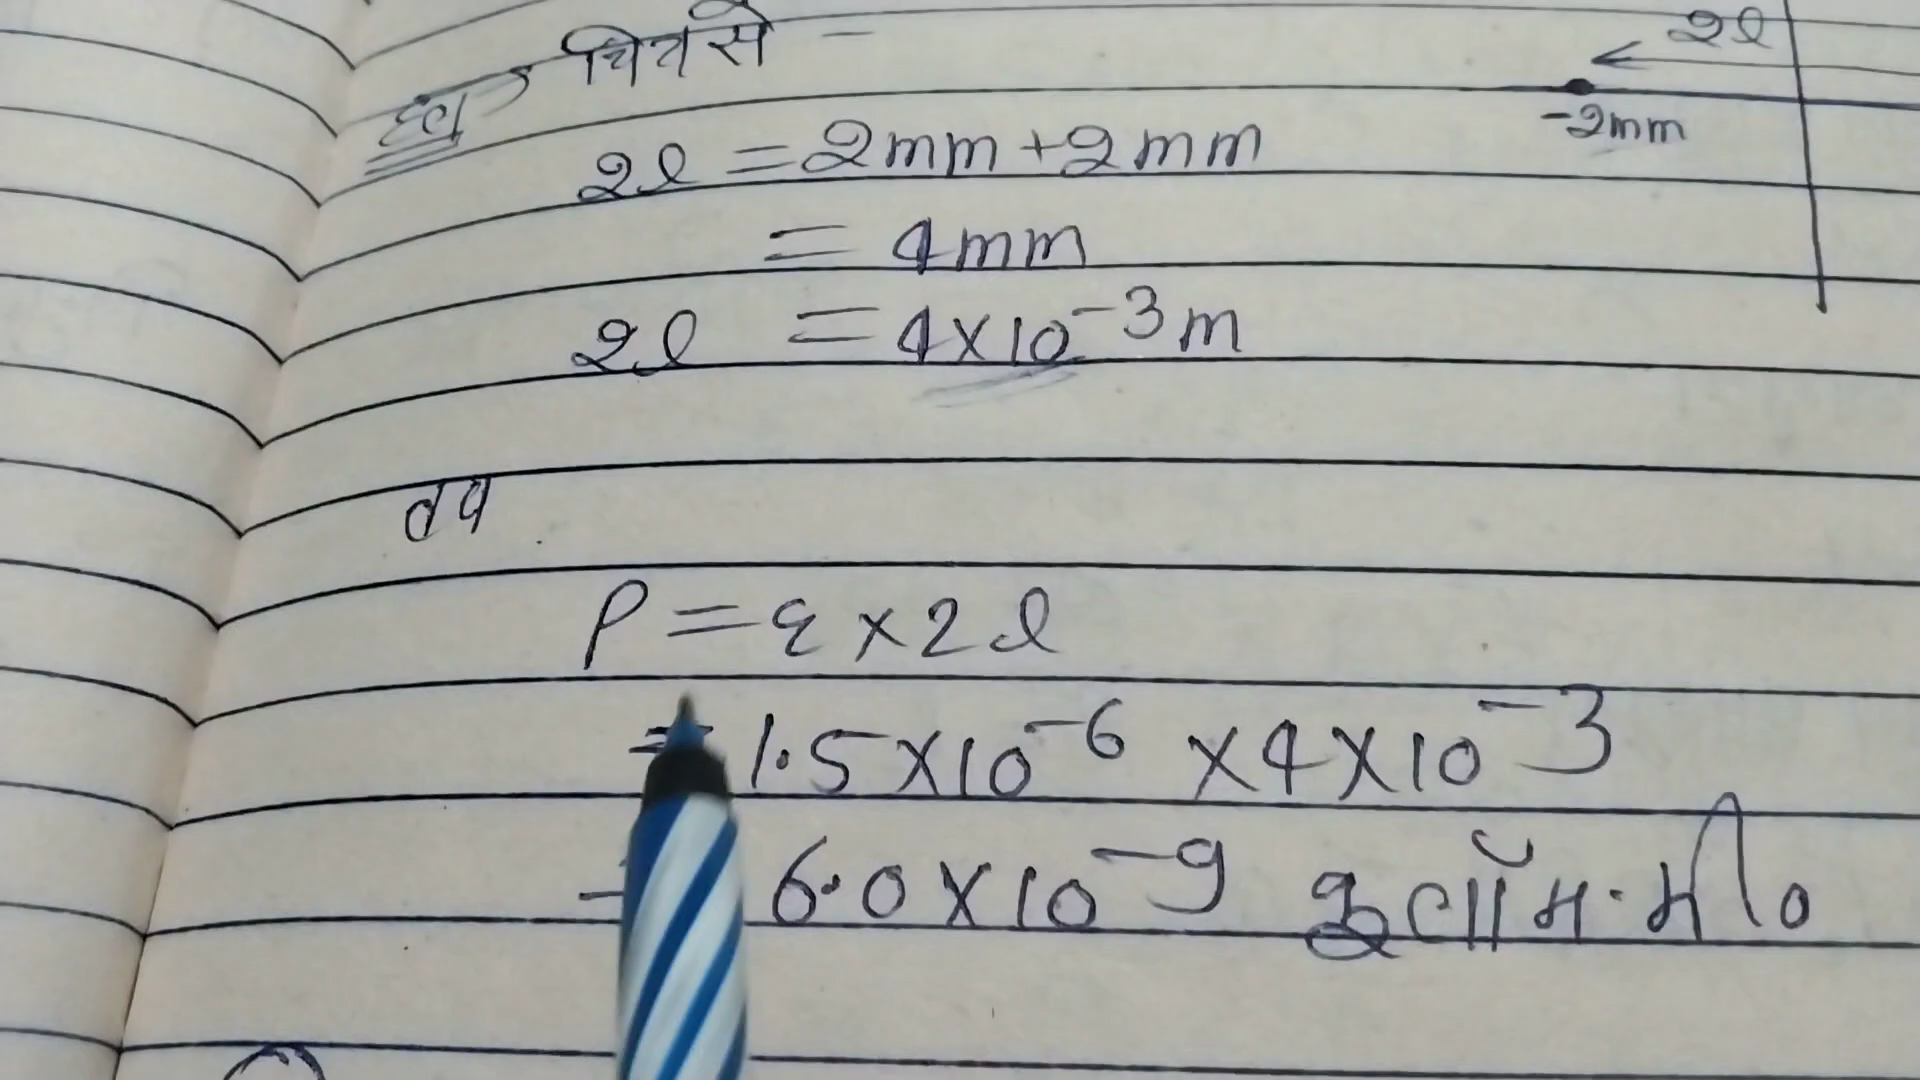 हल → चित्र से –
2l
-2mm
2l = 2mm + 2mm
= 4mm
2l = 4×10⁻³m
तब
P = q × 2l
= 1.5×10⁻⁶ × 4×10⁻³
= 6.0×10⁻⁹ कूलॉम·मी०